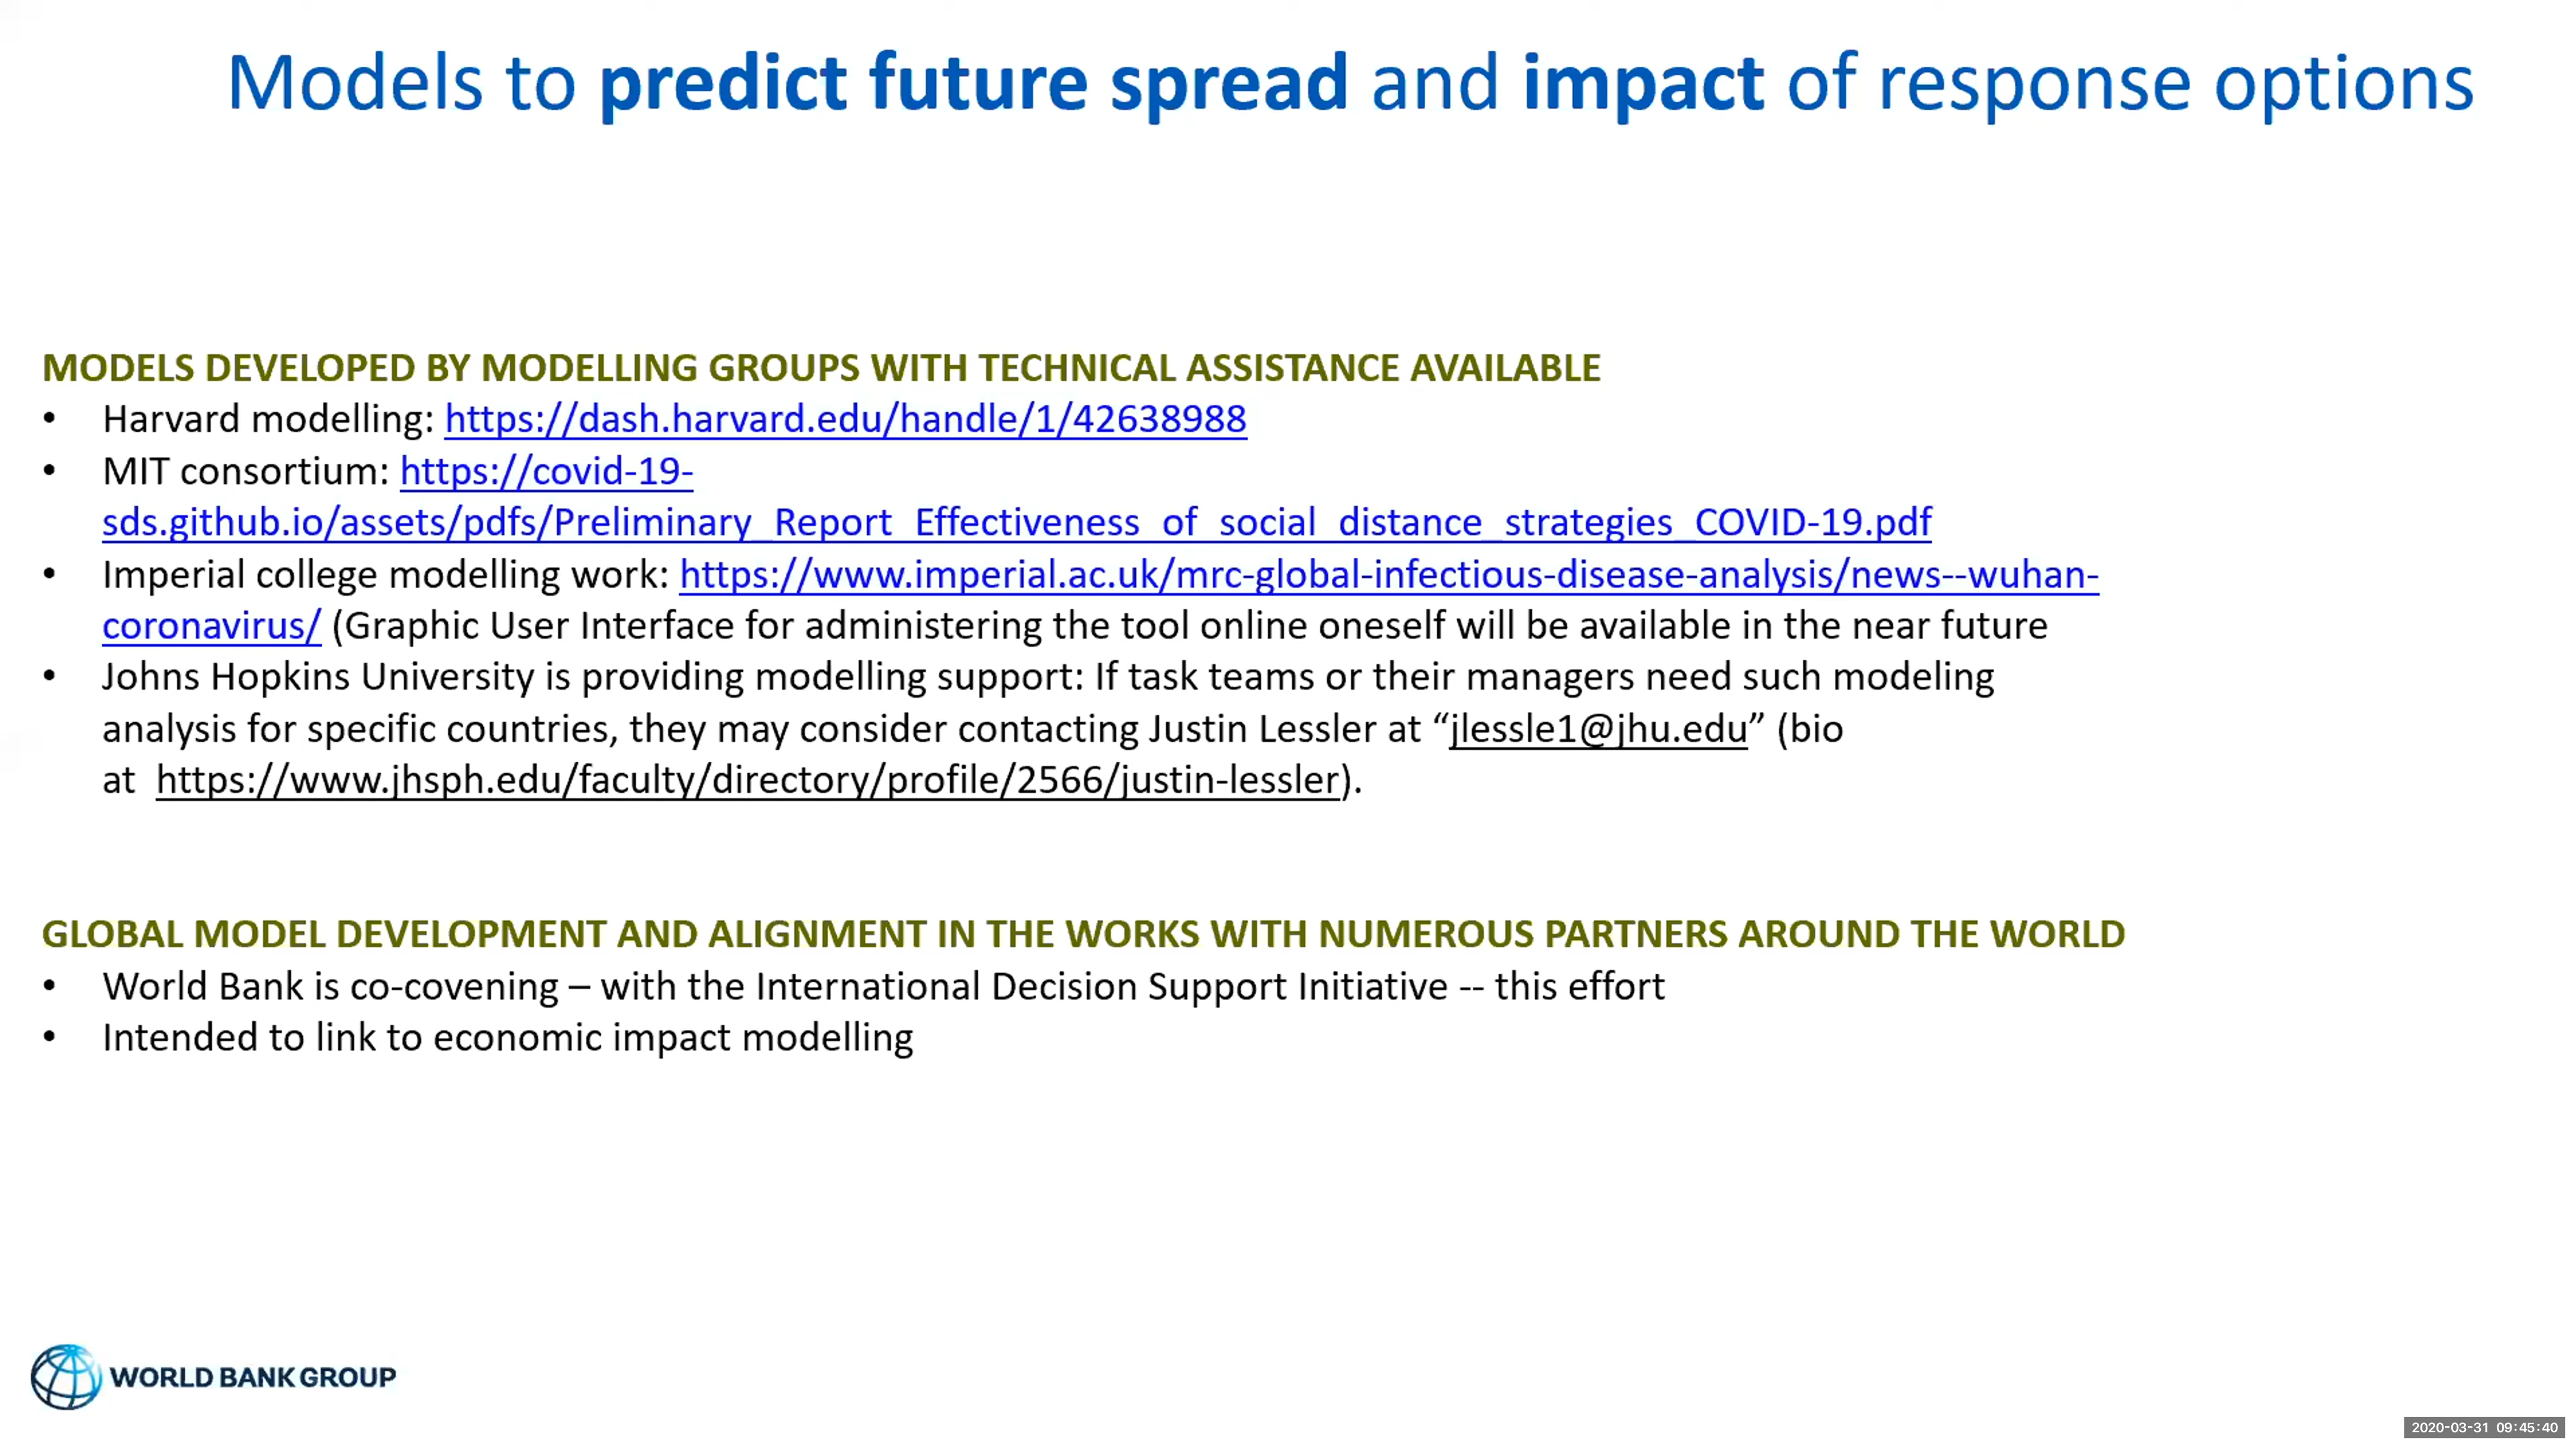 Models to predict future spread and impact of response options
MODELS DEVELOPED BY MODELLING GROUPS WITH TECHNICAL ASSISTANCE AVAILABLE
• Harvard modelling: https://dash.harvard.edu/handle/1/42638988
• MIT consortium: https://covid-19-
sds.github.io/assets/pdfs/Preliminary_Report_Effectiveness_of_social_distance_strategies_COVID-19.pdf
• Imperial college modelling work: https://www.imperial.ac.uk/mrc-global-infectious-disease-analysis/news--wuhan-
coronavirus/ (Graphic User Interface for administering the tool online oneself will be available in the near future
• Johns Hopkins University is providing modelling support: If task teams or their managers need such modeling
analysis for specific countries, they may consider contacting Justin Lessler at “jlessle1@jhu.edu” (bio
at https://www.jhsph.edu/faculty/directory/profile/2566/justin-lessler).
GLOBAL MODEL DEVELOPMENT AND ALIGNMENT IN THE WORKS WITH NUMEROUS PARTNERS AROUND THE WORLD
• World Bank is co-covening – with the International Decision Support Initiative -- this effort
• Intended to link to economic impact modelling
WORLD BANK GROUP
2020-03-31 09:45:40